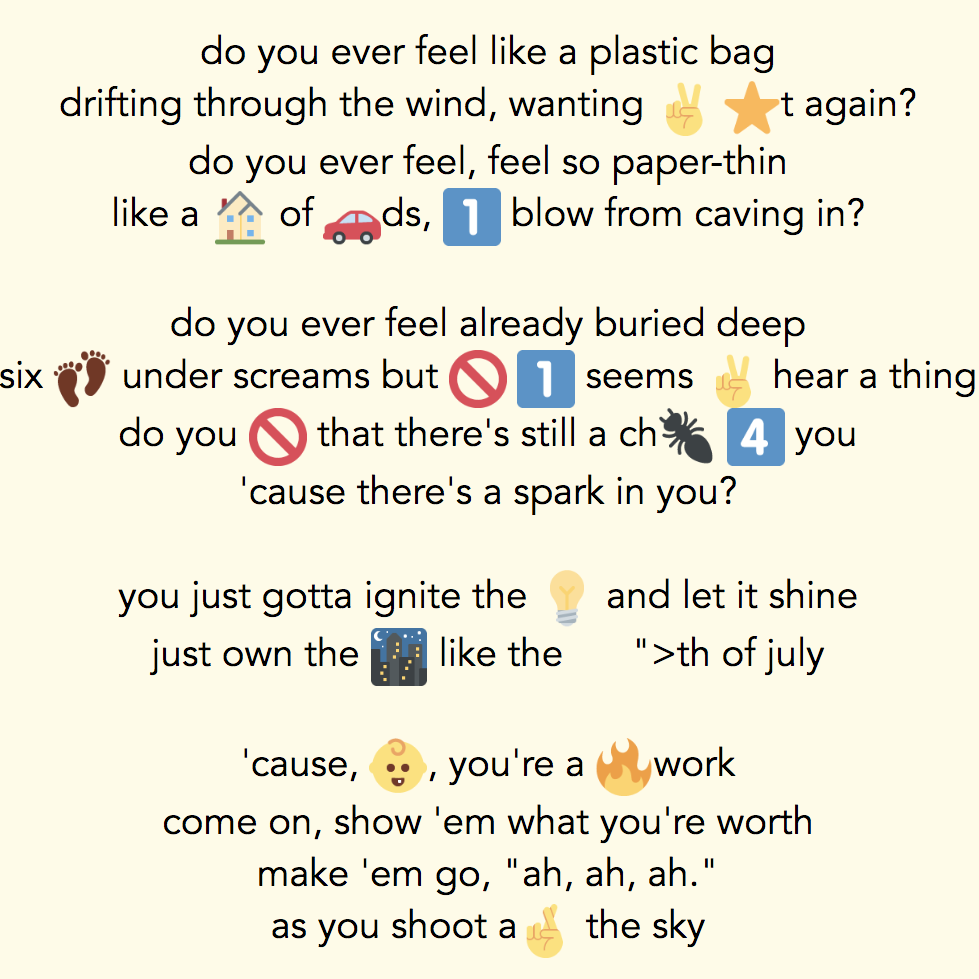 do you ever feel like a plastic bag
drifting through the wind, wanting ✌️ ⭐t again?
do you ever feel, feel so paper-thin
like a 🏠 of 🚗ds, 1️⃣ blow from caving in?
do you ever feel already buried deep
six 👣 under screams but 🚫 1️⃣ seems ✌️ hear a thing
do you 🚫 that there's still a ch🐜 4️⃣ you
'cause there's a spark in you?
you just gotta ignite the 💡 and let it shine
just own the 🌃 like the ">th of july
'cause, 👶, you're a 🔥work
come on, show 'em what you're worth
make 'em go, "ah, ah, ah."
as you shoot a🤞 the sky